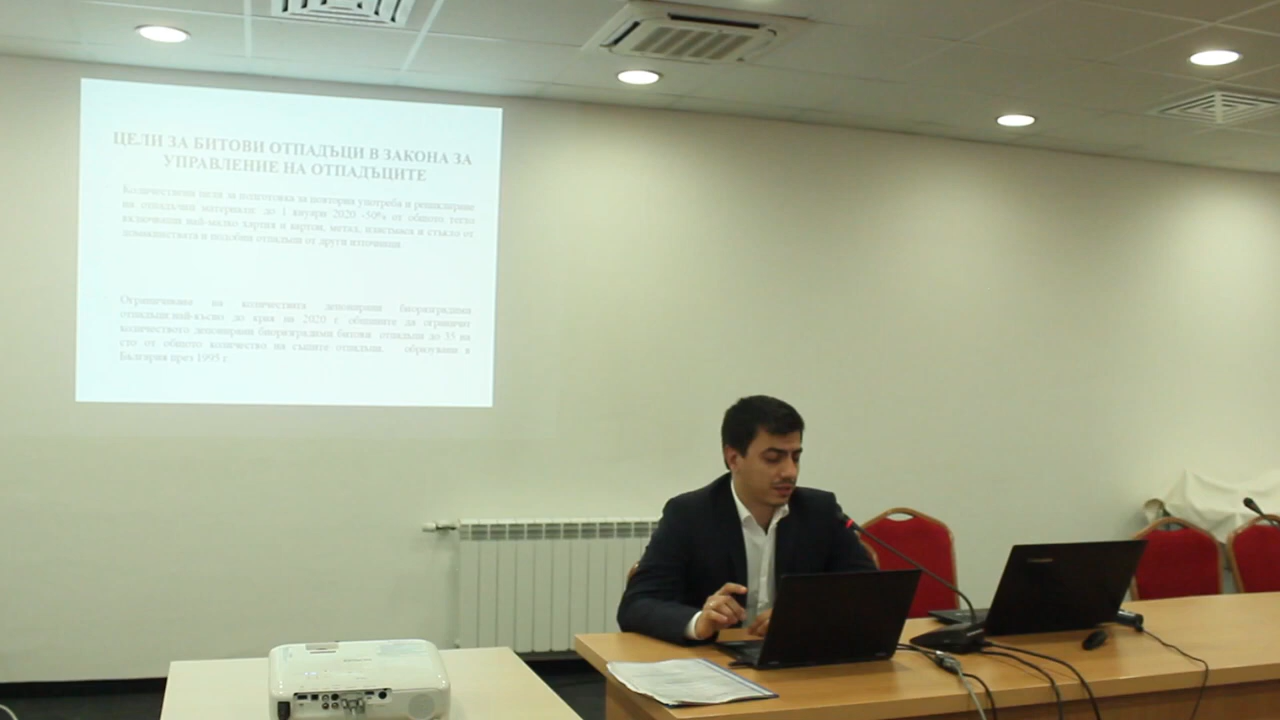 ЦЕЛИ ЗА БИТОВИ ОТПАДЪЦИ В ЗАКОНА ЗА
УПРАВЛЕНИЕ НА ОТПАДЪЦИТЕ
Количествени цели за подготовка за повторна употреба и рециклиране
на отпадъчни материали: до 1 януари 2020 -50% от общото тегло
включващи най-малко хартия и картон, метал, пластмаса и стъкло от
домакинствата и подобни отпадъци от други източници.
Ограничаване на количествата депонирани биоразградими
отпадъци:най-късно до края на 2020 г. общините да ограничат
количеството депонирани биоразградими битови отпадъци до 35 на
сто от общото количество на същите отпадъци, образувани в
България през 1995 г.